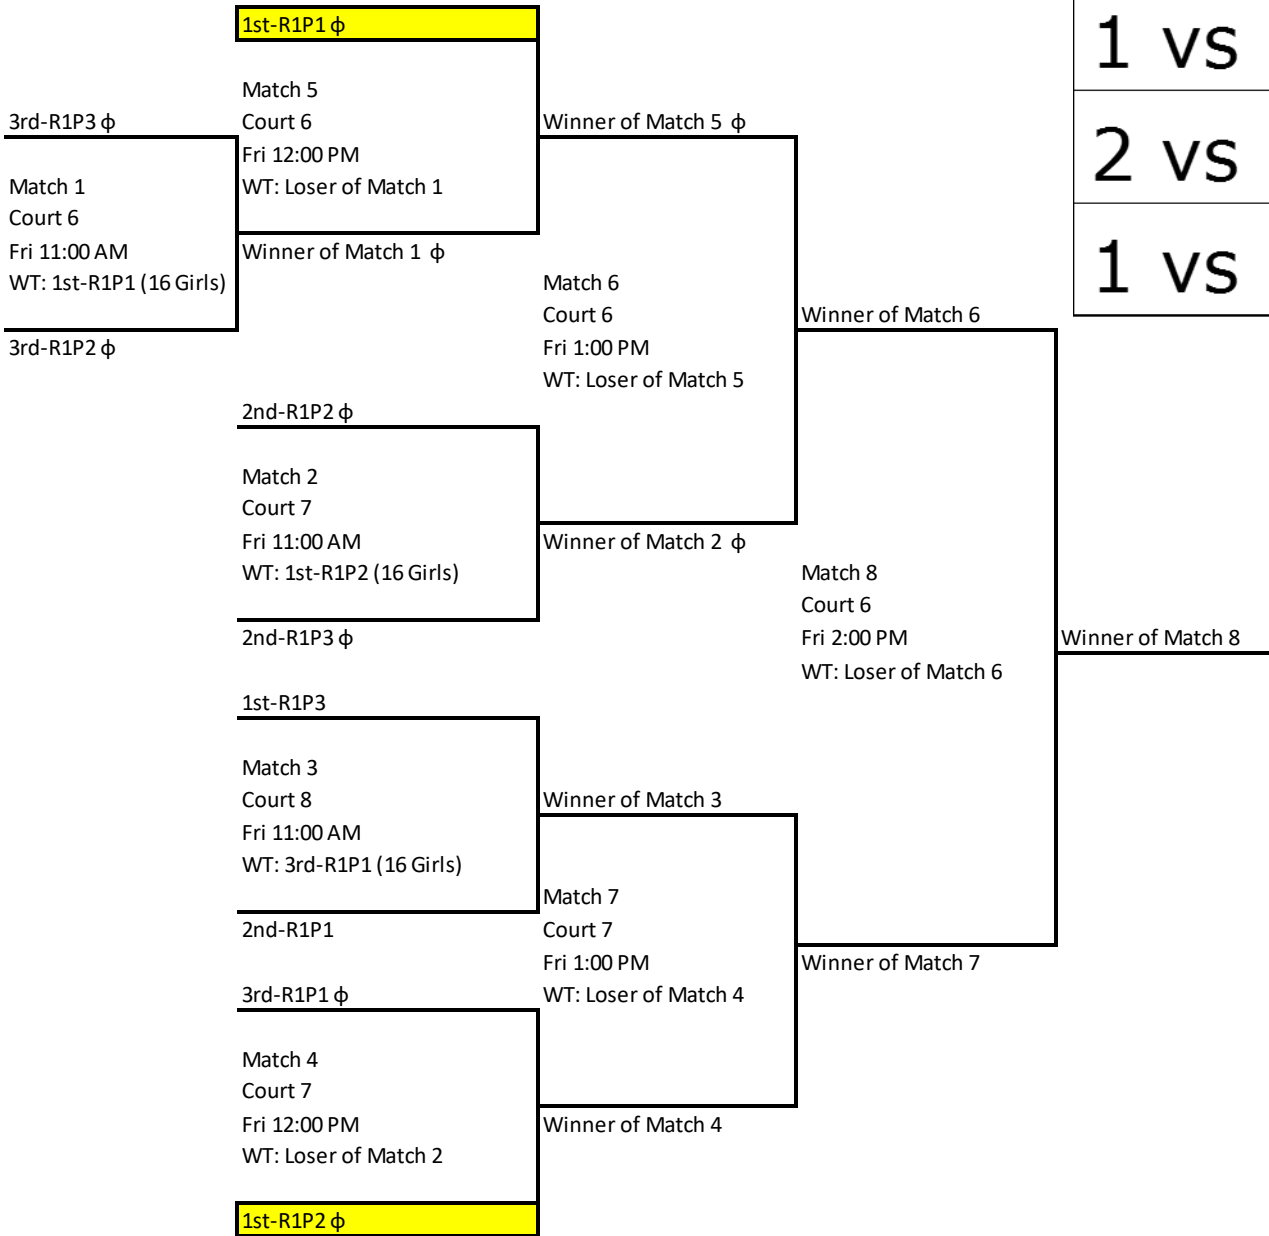 1st-R1P1 ф
1 vs
Match 5
3rd-R1P3 ф
Court 6
Winner of Match 5 ф
Fri 12:00 PM
2 vs
Match 1
WT: Loser of Match 1
Court 6
Fri 11:00 AM
Winner of Match 1 ф
WT: 1st-R1P1 (16 Girls)
Match 6
1 vs
Court 6
Winner of Match 6
3rd-R1P2 ф
Fri 1:00 PM
WT: Loser of Match 5
2nd-R1P2 ф
Match 2
Court 7
Fri 11:00 AM
Winner of Match 2 ф
WT: 1st-R1P2 (16 Girls)
Match 8
Court 6
2nd-R1P3 ф
Fri 2:00 PM
Winner of Match 8
WT: Loser of Match 6
1st-R1P3
Match 3
Court 8
Winner of Match 3
Fri 11:00 AM
WT: 3rd-R1P1 (16 Girls)
Match 7
2nd-R1P1
Court 7
Fri 1:00 PM
Winner of Match 7
3rd-R1P1 ф
WT: Loser of Match 4
Match 4
Court 7
Fri 12:00 PM
Winner of Match 4
WT: Loser of Match 2
1st-R1P2 ф